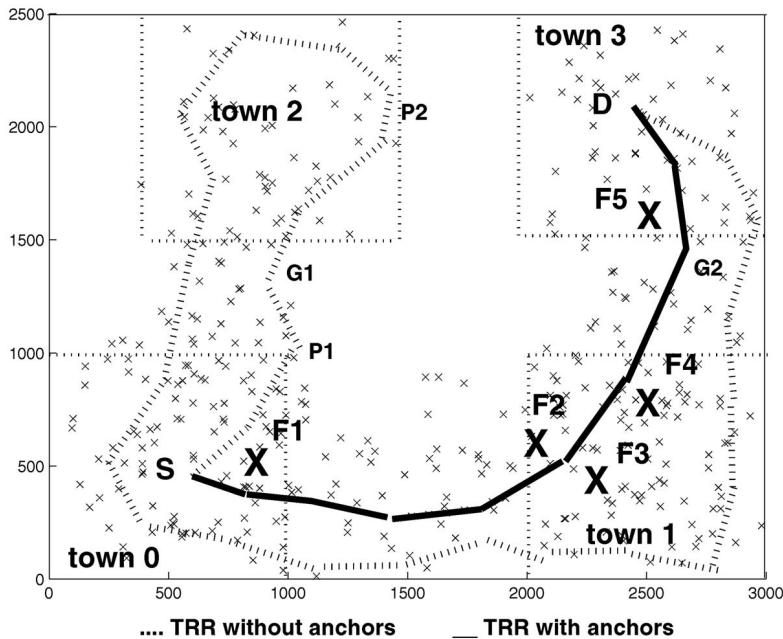 2500
town 3
D
town 2
P2
2000
F5
X
1500
G1
G2
P1
1000
F4
F2
X
F1
X
F3
X
S
500
X
town 1
town 0
0
0 500 1000 1500 2000 2500 3000
.... TRR without anchors __ TRR with anchors